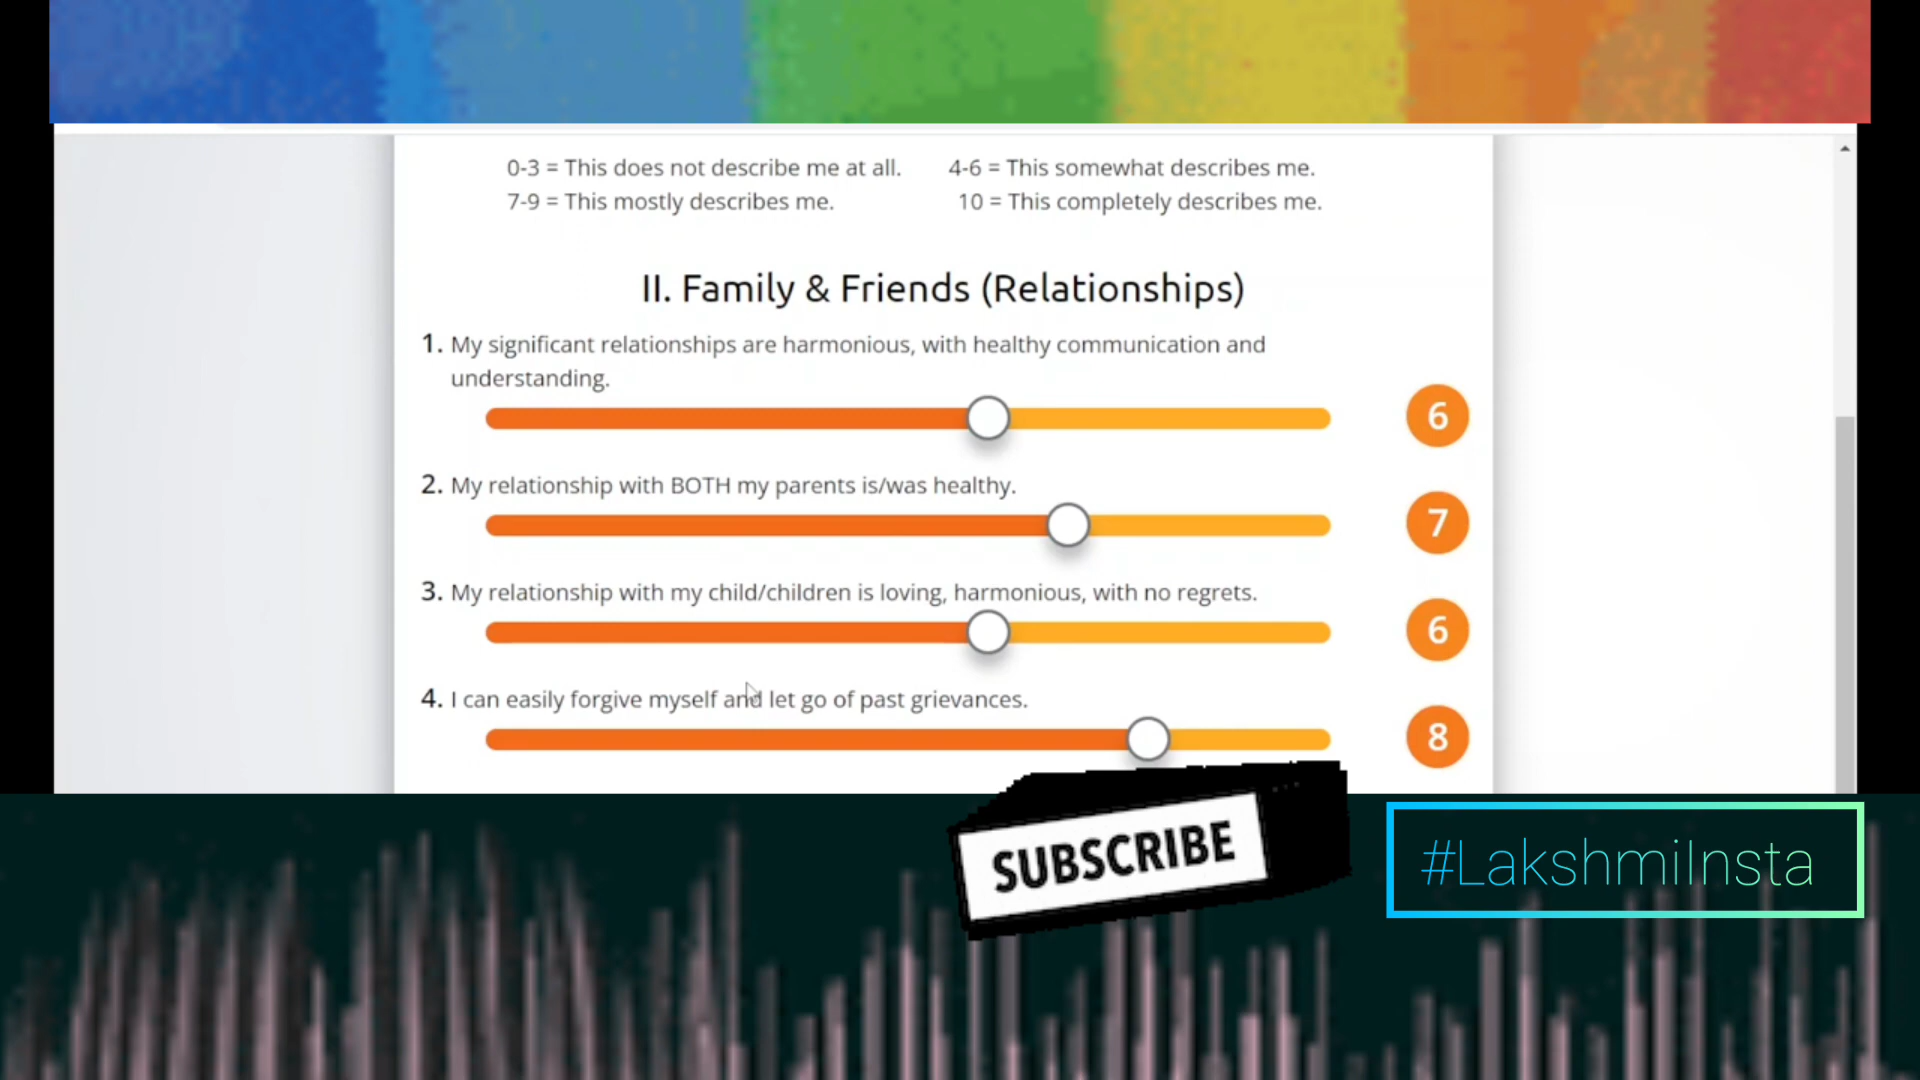 0-3 = This does not describe me at all. 4-6 = This somewhat describes me.
7-9 = This mostly describes me. 10 = This completely describes me.
II. Family & Friends (Relationships)
1. My significant relationships are harmonious, with healthy communication and
understanding.
6
2. My relationship with BOTH my parents is/was healthy.
7
3. My relationship with my child/children is loving, harmonious, with no regrets.
6
4. I can easily forgive myself and let go of past grievances.
8
SUBSCRIBE
#LakshmiInsta